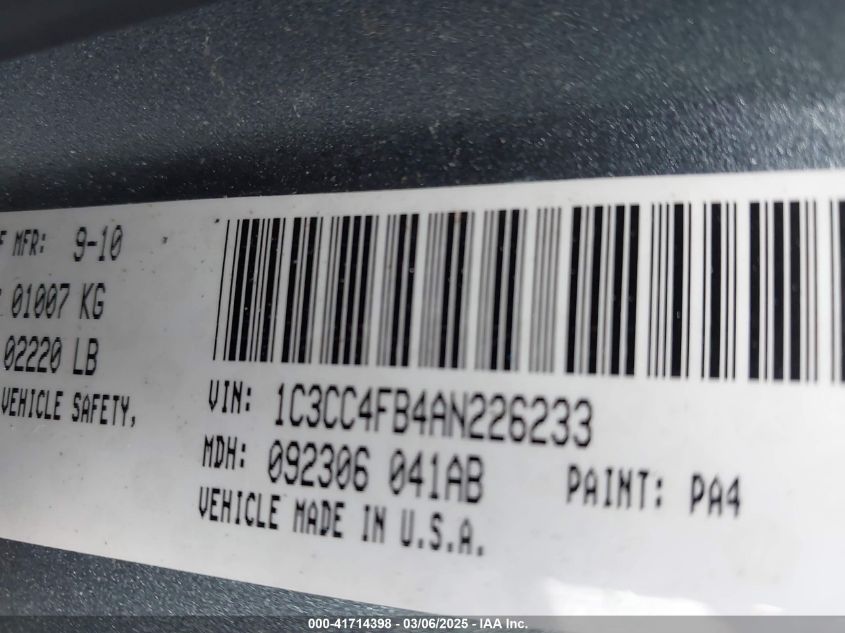 F MFR: 9-10
01007 KG
02220 LB
VEHICLE SAFETY,
VIN: 1C3CC4FB4AN226233
MDH: 092306 041AB
PAINT: PA4
VEHICLE MADE IN U.S.A.
000-41714398 - 03/06/2025 - IAA Inc.